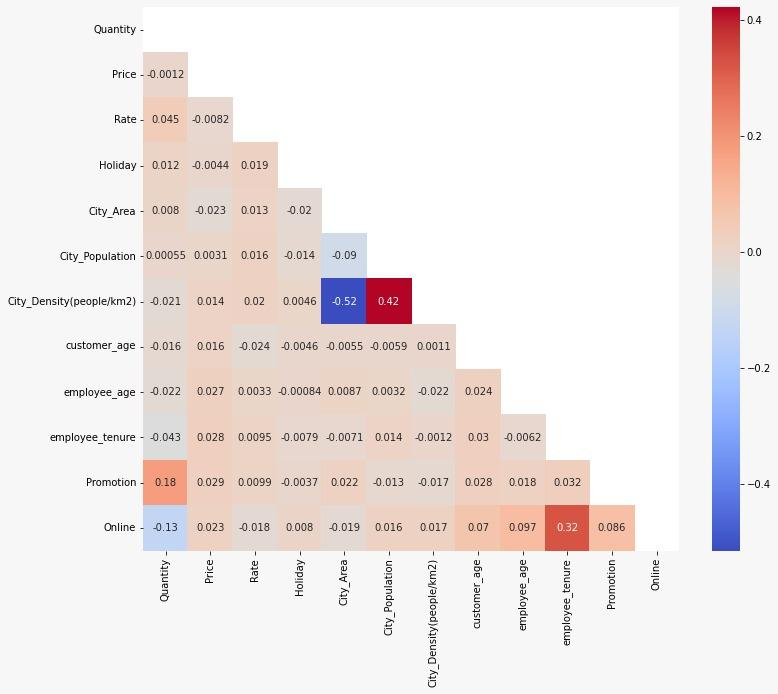 Quantity
Price -0.0012
Rate 0.045 -0.0082
Holiday 0.012 -0.0044 0.019
City_Area 0.008 -0.023 0.013 -0.02
City_Population 0.00055 0.0031 0.016 -0.014 -0.09
City_Density(people/km2) -0.021 0.014 0.02 0.0046 -0.52 0.42
customer_age -0.016 0.016 -0.024 -0.0046 -0.0055 -0.0059 0.0011
employee_age -0.022 0.027 0.0033 -0.00084 0.0087 0.0032 -0.022 0.024
employee_tenure -0.043 0.028 0.0095 -0.0079 -0.0071 0.014 -0.0012 0.03 -0.0062
Promotion 0.18 0.029 0.0099 -0.0037 0.022 -0.013 -0.017 0.028 0.018 0.032
Online -0.13 0.023 -0.018 0.008 -0.019 0.016 0.017 0.07 0.097 0.32 0.086
Quantity
Price
Rate
Holiday
City_Area
City_Population
City_Density(people/km2)
customer_age
employee_age
employee_tenure
Promotion
Online
0.4
0.2
0.0
−0.2
−0.4